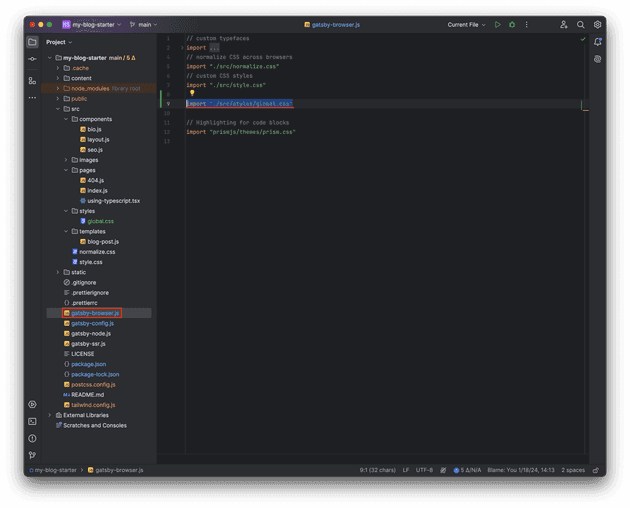 MS my-blog-starter main gatsby-browser.js Current File
Project
my-blog-starter main / 5 Δ
.cache
content
node_modules library root
public
src
components
bio.js
layout.js
seo.js
images
pages
404.js
index.js
using-typescript.tsx
styles
global.css
templates
blog-post.js
normalize.css
style.css
static
.gitignore
.prettierignore
.prettierrc
gatsby-browser.js
gatsby-config.js
gatsby-node.js
gatsby-ssr.js
LICENSE
package.json
package-lock.json
postcss.config.js
README.md
tailwind.config.js
External Libraries
Scratches and Consoles
1 // custom typefaces
2 import ...
// normalize CSS across browsers
6 import "./src/normalize.css"
// custom CSS styles
7 import "./src/style.css"
8
9 import './src/styles/global.css'
10
11 // Highlighting for code blocks
12 import "prismjs/themes/prism.css"
13
my-blog-starter > gatsby-browser.js 9:1 (32 chars) LF UTF-8 5 Δ/N/A Blame: You 1/18/24, 14:13 2 spaces